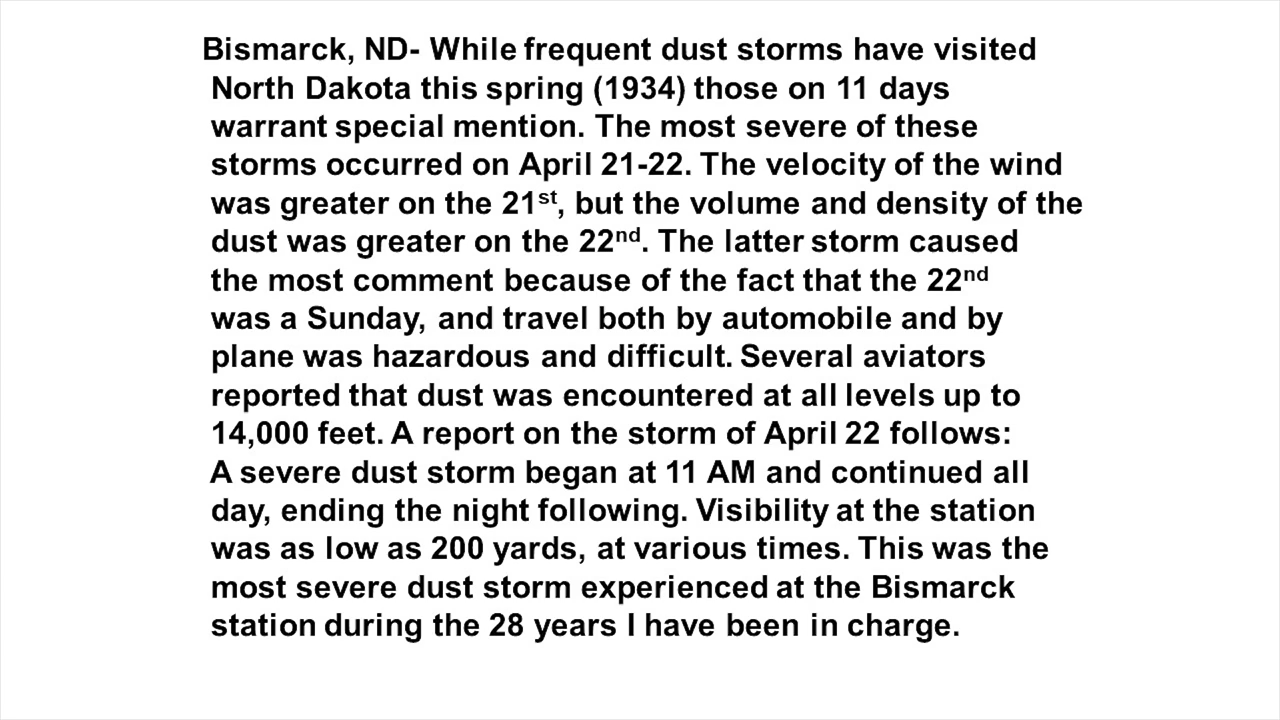 Bismarck, ND- While frequent dust storms have visited
North Dakota this spring (1934) those on 11 days
warrant special mention. The most severe of these
storms occurred on April 21-22. The velocity of the wind
was greater on the 21st, but the volume and density of the
dust was greater on the 22nd. The latter storm caused
the most comment because of the fact that the 22nd
was a Sunday, and travel both by automobile and by
plane was hazardous and difficult. Several aviators
reported that dust was encountered at all levels up to
14,000 feet. A report on the storm of April 22 follows:
A severe dust storm began at 11 AM and continued all
day, ending the night following. Visibility at the station
was as low as 200 yards, at various times. This was the
most severe dust storm experienced at the Bismarck
station during the 28 years I have been in charge.